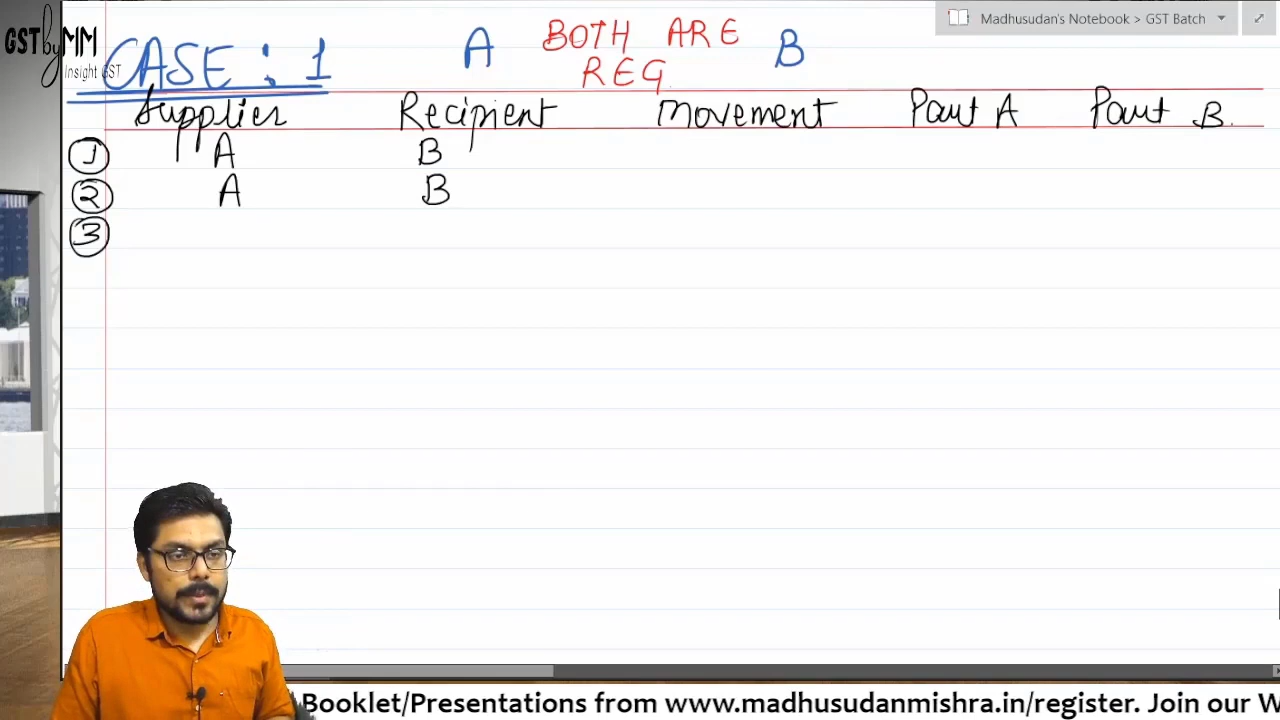 GST by MM
Insight GST
Madhusudan's Notebook > GST Batch
CASE : 1 A BOTH ARE REG B
Supplier Recipient Movement Part A Part B.
1 A B
2 A B
3
Booklet/Presentations from www.madhusudanmishra.in/register. Join our W